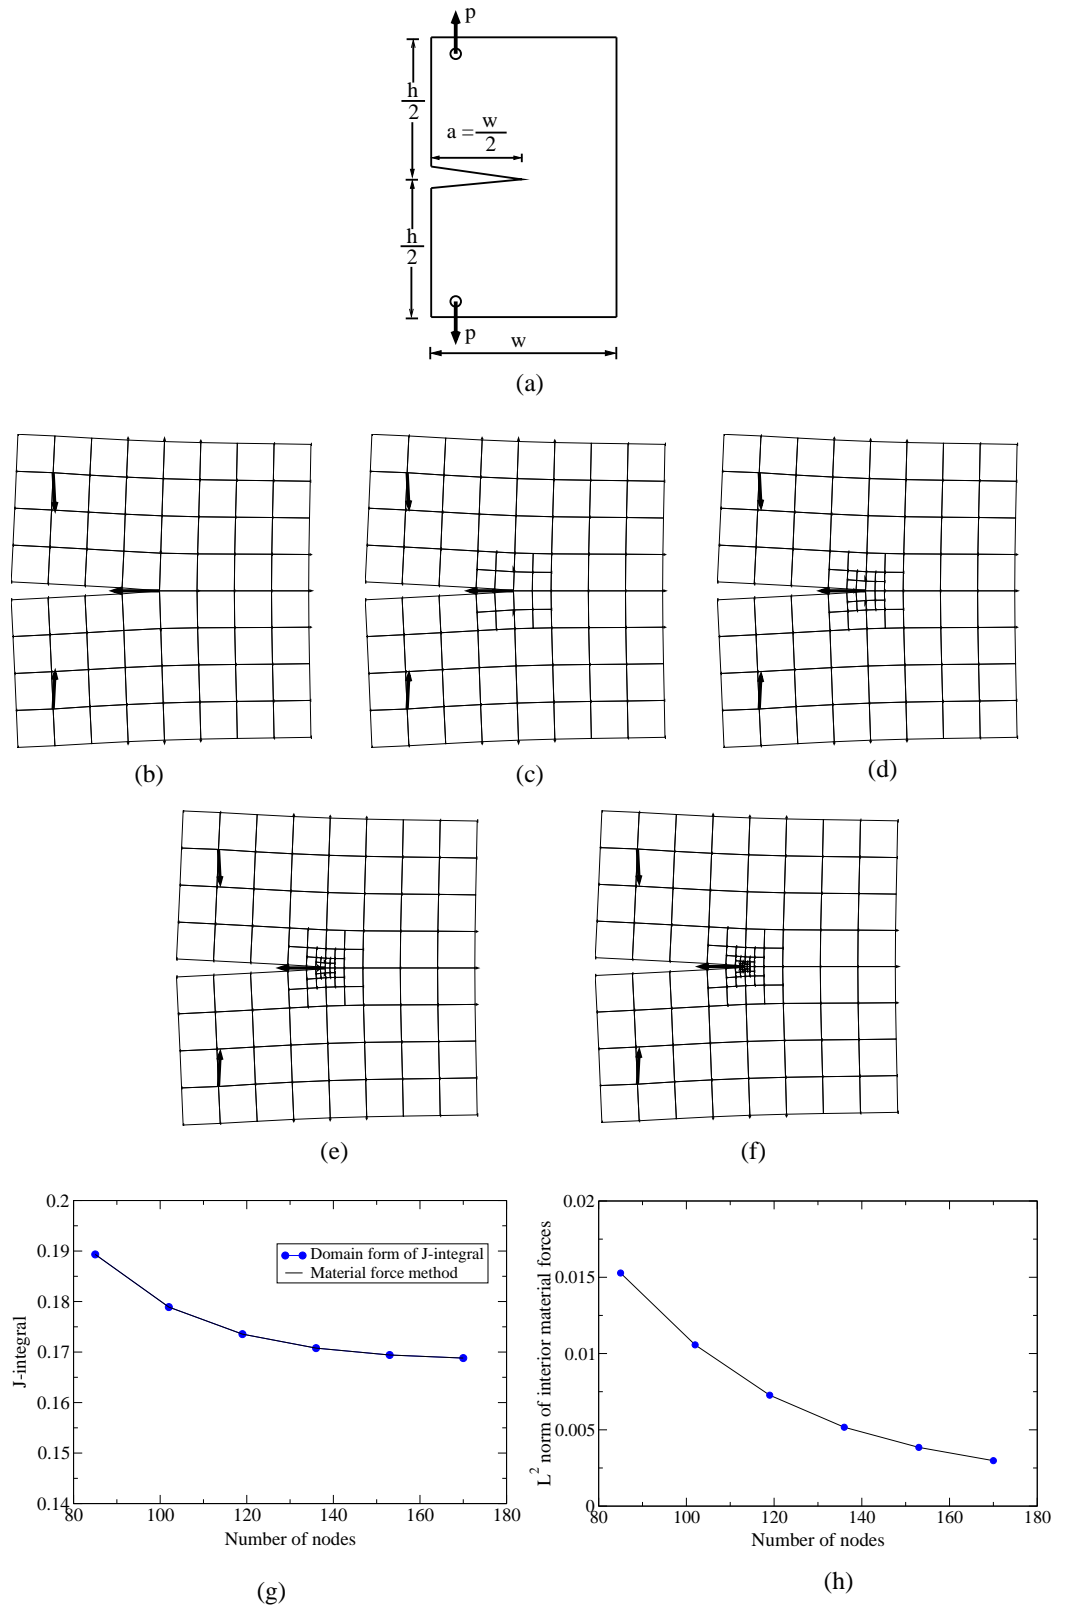 p
h
2
a = w
2
h
2
p
w
(a)
(b)
(c)
(d)
(e)
(f)
0.2
0.19
0.18
0.17
0.16
0.15
0.14
J-integral
Domain form of J-integral
Material force method
80 100 120 140 160 180
Number of nodes
(g)
0.02
0.015
0.01
0.005
0
L² norm of interior material forces
80 100 120 140 160 180
Number of nodes
(h)